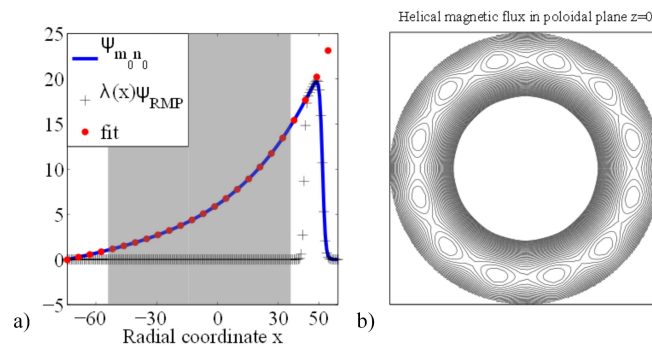 Helical magnetic flux in poloidal plane z=0
a)
25
20
15
10
5
0
−5
Ψm₀n₀
λ(x)ΨRMP
fit
−60
−30
0
30
50
Radial coordinate x
b)